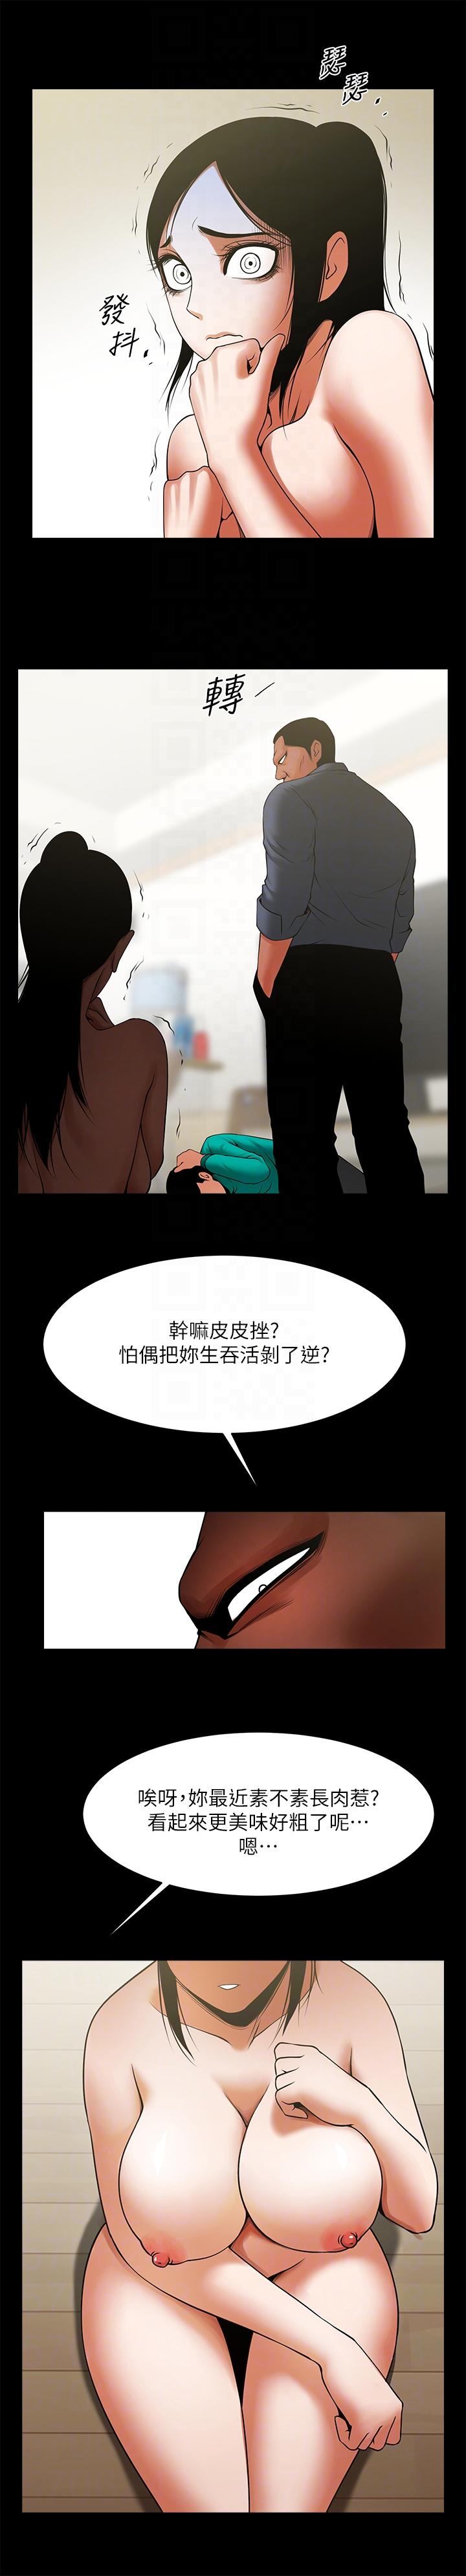 瑟
瑟.
發
抖.
轉
幹嘛皮皮挫?
怕偶把妳生吞活剝了逆?
唉呀,妳最近素不素長肉惹?
看起來更美味好粗了呢…
嗯…